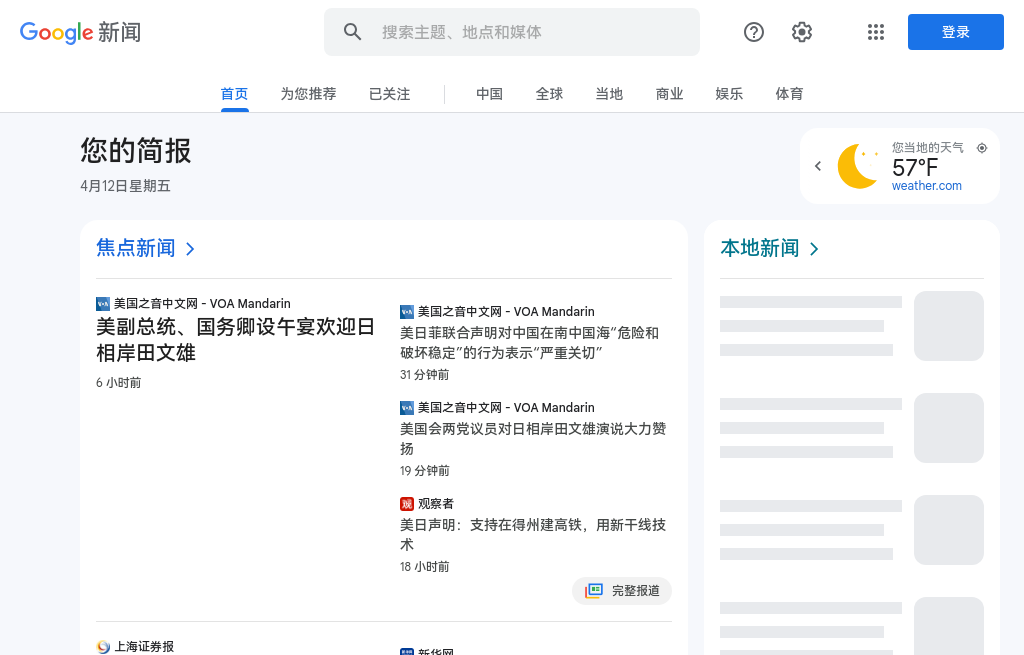 Google 新闻
搜索主题、地点和媒体
登录
首页
为您推荐
已关注
中国
全球
当地
商业
娱乐
体育
您的简报
4月12日星期五
您当地的天气
57°F
weather.com
焦点新闻
美国之音中文网 - VOA Mandarin
美副总统、国务卿设午宴欢迎日
相岸田文雄
6 小时前
美国之音中文网 - VOA Mandarin
美日菲联合声明对中国在南中国海“危险和
破坏稳定”的行为表示“严重关切”
31 分钟前
美国之音中文网 - VOA Mandarin
美国会两党议员对日相岸田文雄演说大力赞
扬
19 分钟前
观察者
美日声明：支持在得州建高铁，用新干线技
术
18 小时前
完整报道
上海证券报
新华网
本地新闻